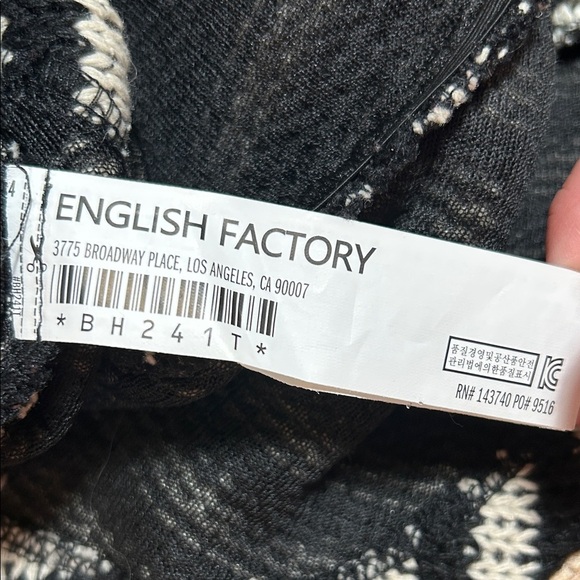 ENGLISH FACTORY
3775 BROADWAY PLACE, LOS ANGELES, CA 90007
*BH241T*
#BH241T
품질경영및공산품안전
관리법에의한품질표시
RN# 143740 PO# 9516